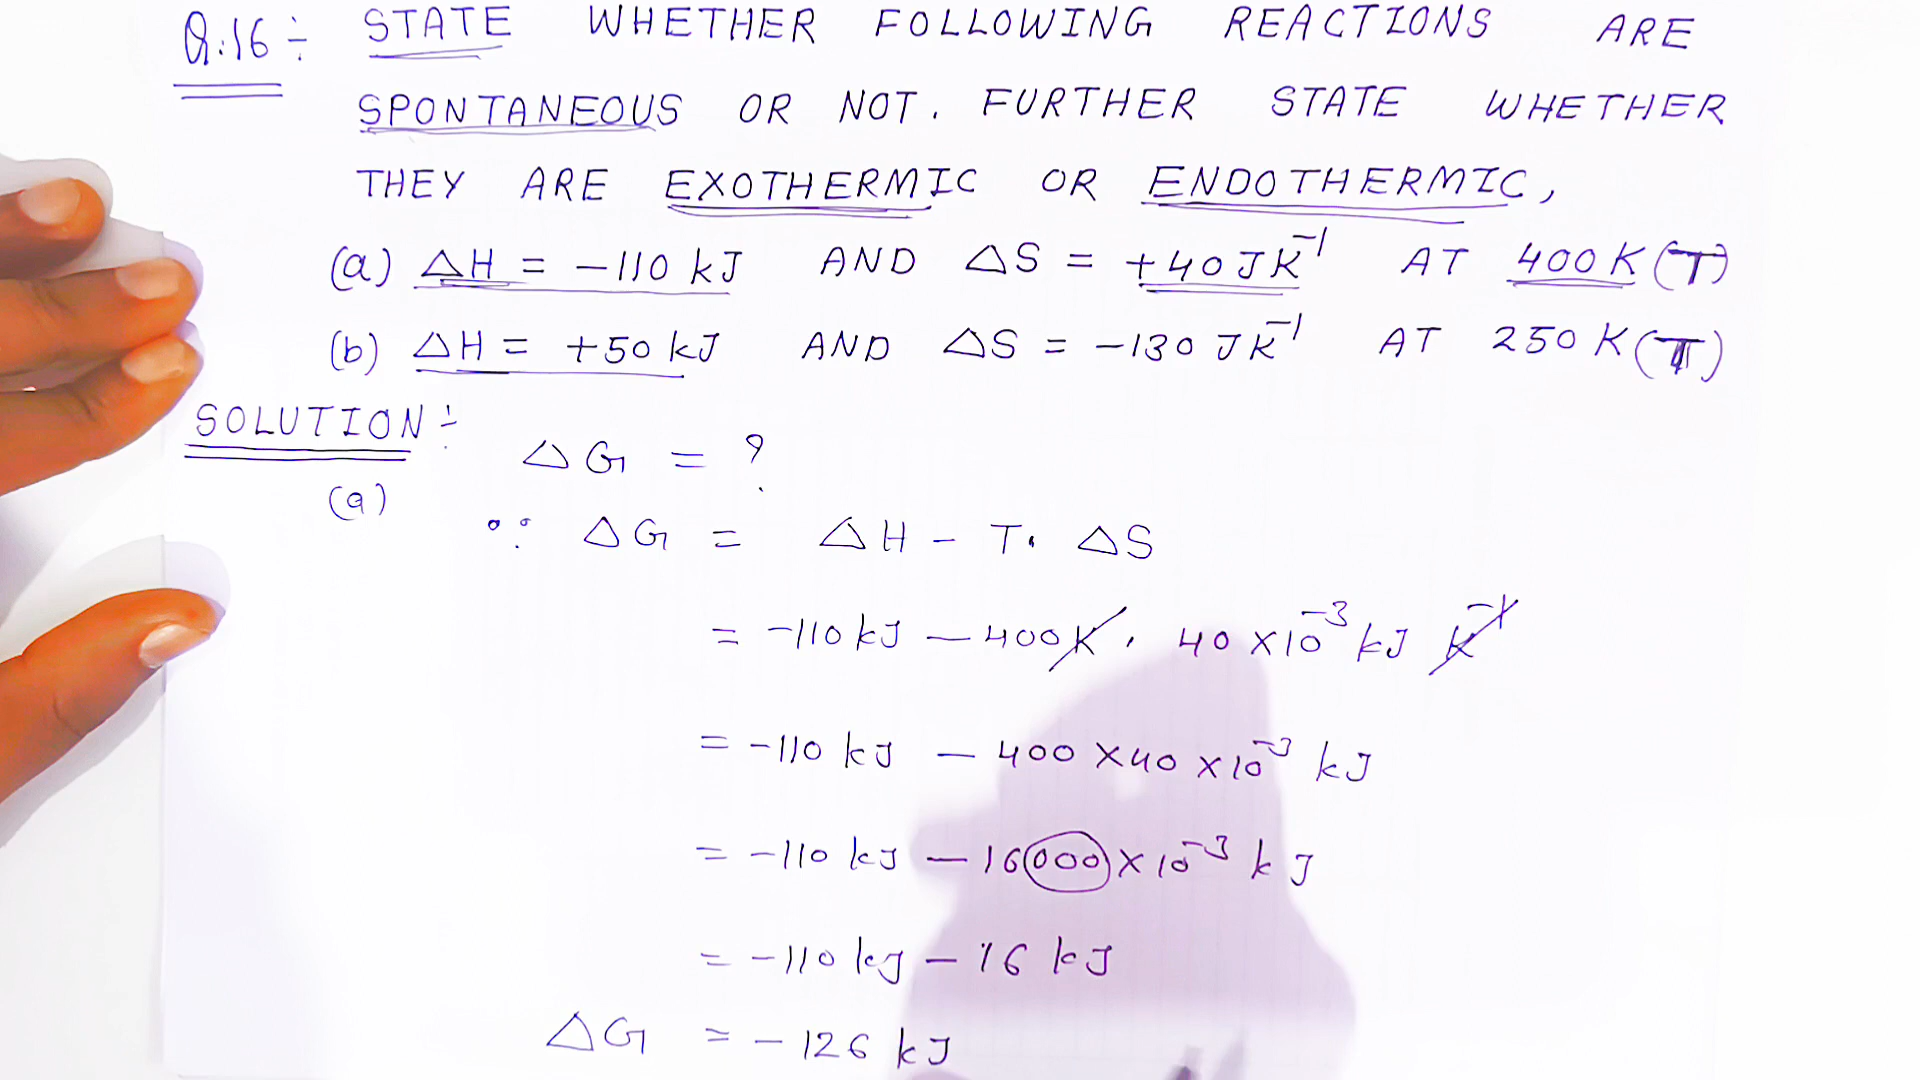 Q.16 ÷ STATE WHETHER FOLLOWING REACTIONS ARE
SPONTANEOUS OR NOT. FURTHER STATE WHETHER
THEY ARE EXOTHERMIC OR ENDOTHERMIC,
(a) ΔH = -110 kJ AND ΔS = +40 JK⁻¹ AT 400 K (T)
(b) ΔH = +50 kJ AND ΔS = -130 JK⁻¹ AT 250 K (T)
SOLUTION ÷
ΔG = ?
(a)
∵ ΔG = ΔH - T. ΔS
= -110 kJ - 400 K . 40 × 10⁻³ kJ K⁻¹
= -110 kJ - 400 × 40 × 10⁻³ kJ
= -110 kJ - 16000 × 10⁻³ kJ
= -110 kJ - 16 kJ
ΔG = -126 kJ